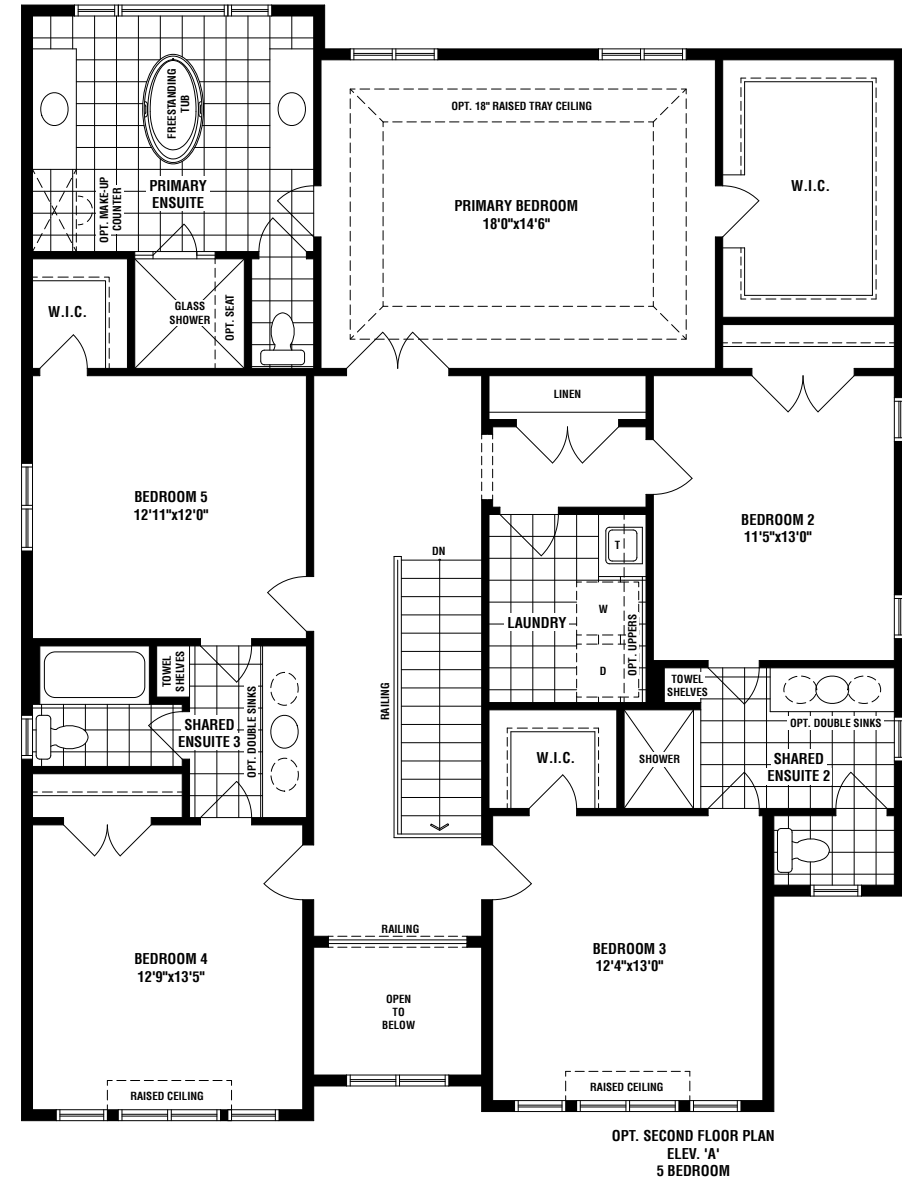 FREESTANDING
TUB
OPT. 18" RAISED TRAY CEILING
OPT. MAKE-UP
COUNTER
PRIMARY
ENSUITE
PRIMARY BEDROOM
18'0"x14'6"
W.I.C.
W.I.C.
GLASS
SHOWER
OPT. SEAT
LINEN
BEDROOM 5
12'11"x12'0"
BEDROOM 2
11'5"x13'0"
DN
T
LAUNDRY
W
D
OPT. UPPERS
RAILING
TOWEL
SHELVES
SHARED
ENSUITE 3
OPT. DOUBLE SINKS
TOWEL
SHELVES
OPT. DOUBLE SINKS
W.I.C.
SHOWER
SHARED
ENSUITE 2
RAILING
BEDROOM 4
12'9"x13'5"
BEDROOM 3
12'4"x13'0"
OPEN
TO
BELOW
RAISED CEILING
RAISED CEILING
OPT. SECOND FLOOR PLAN
ELEV. 'A'
5 BEDROOM